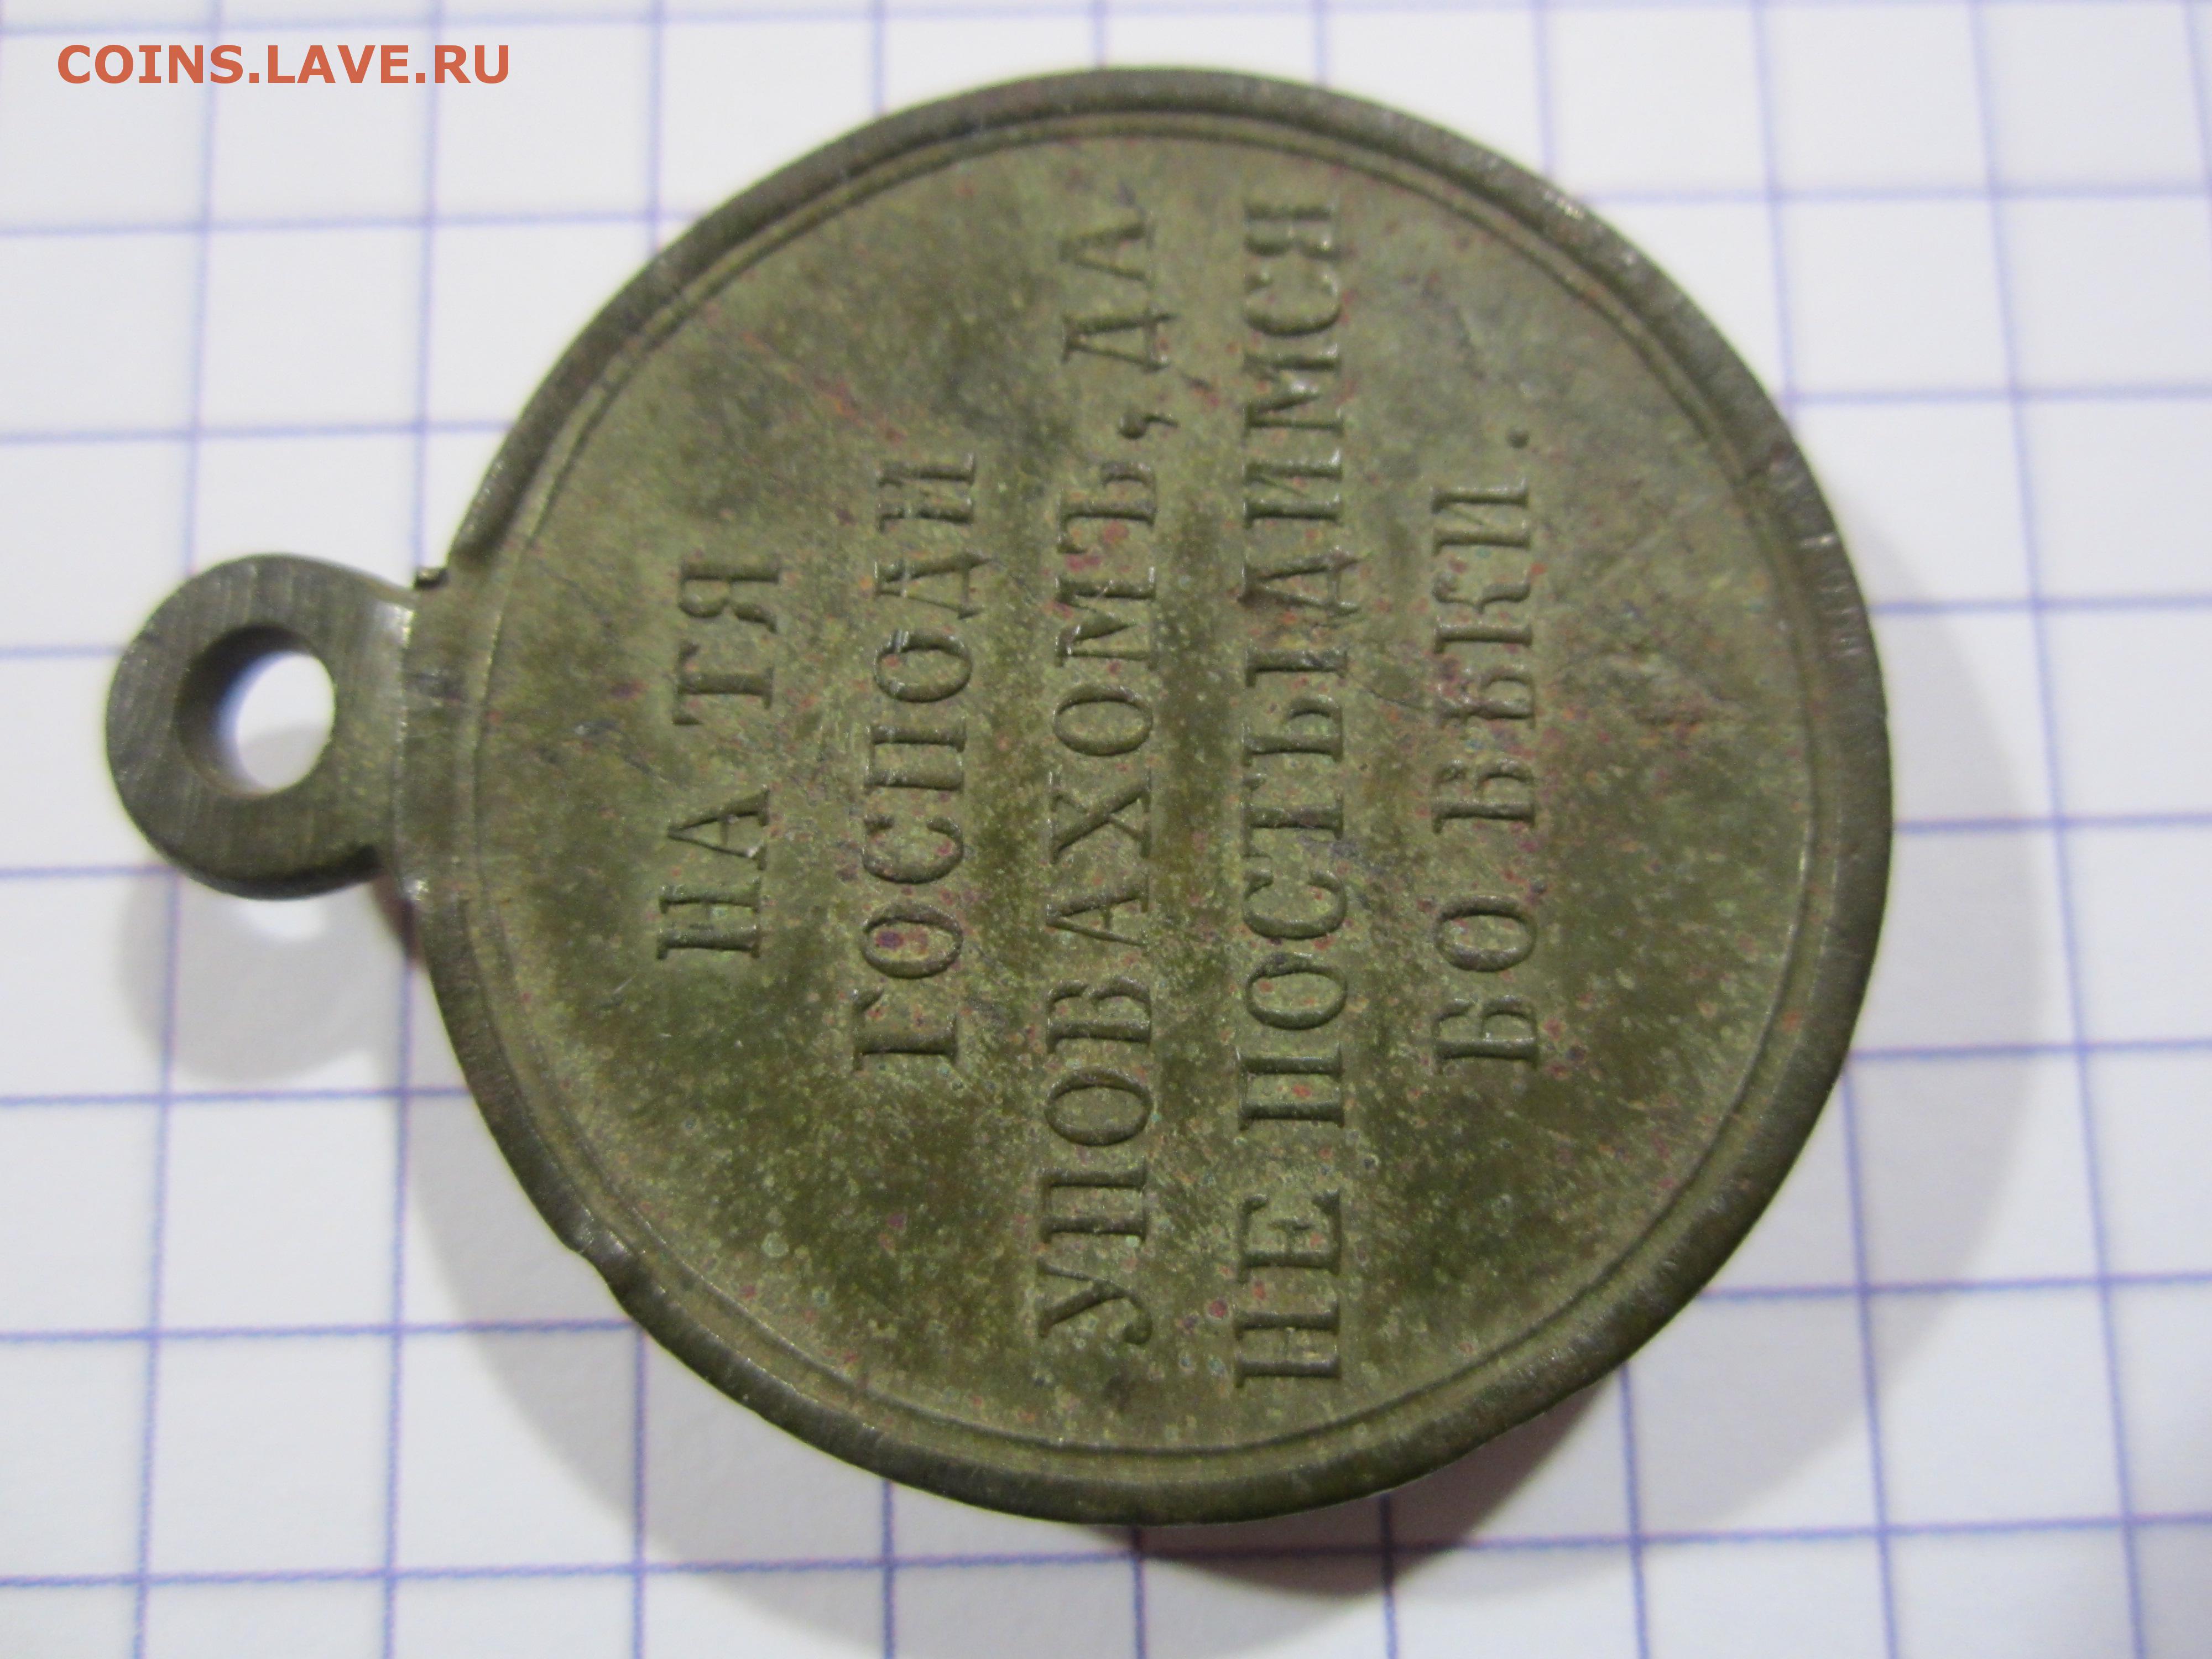 COINS.LAVE.RU
НА ТЯ
ГОСПОДИ
УПОВАХОМЪ, ДА
НЕ ПОСТЫДИМСЯ
ВО ВѢКИ.